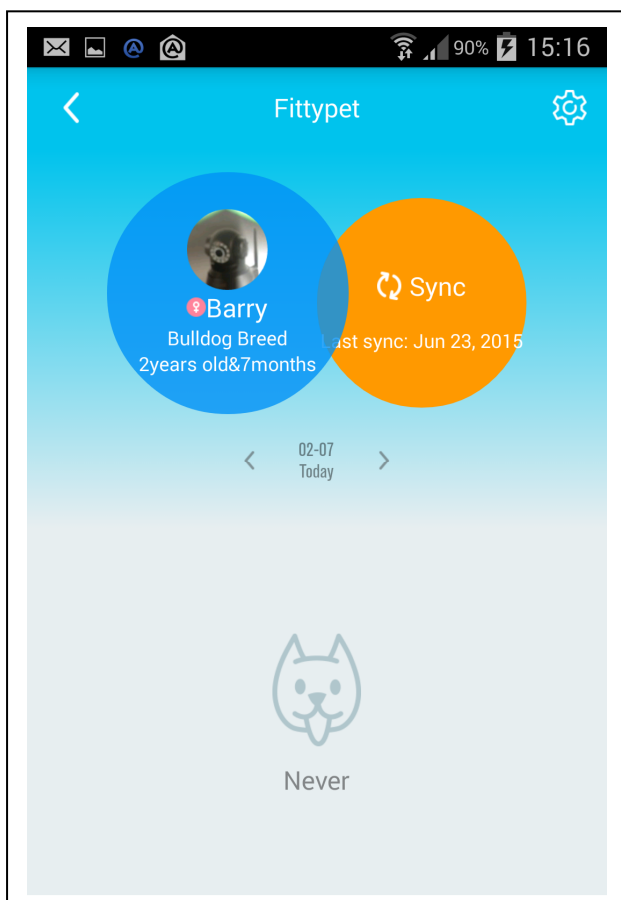 90% 15:16
Fittypet
Barry
Bulldog Breed
2years old&7months
Sync
Last sync: Jun 23, 2015
02-07
Today
Never